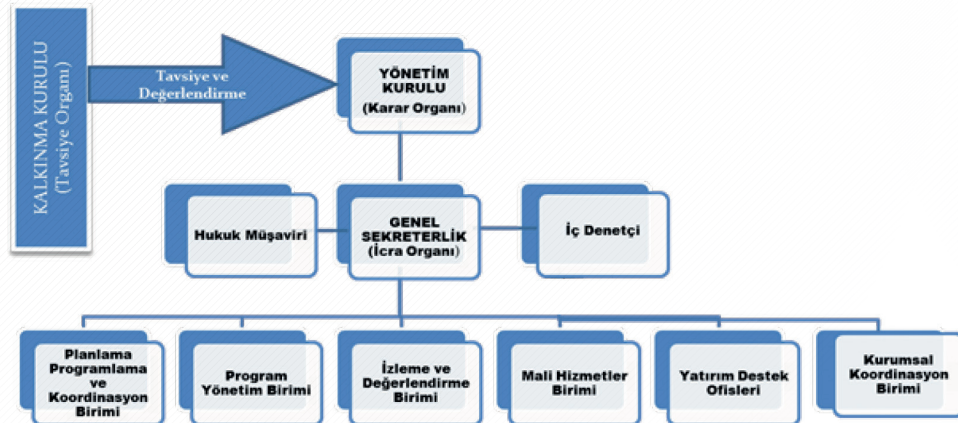 KALKINMA KURULU
(Tavsiye Organı)
Tavsiye ve
Değerlendirme
YÖNETİM
KURULU
(Karar Organı)
Hukuk Müşaviri
GENEL
SEKRETERLİK
(İcra Organı)
İç Denetçi
Planlama
Programlama
ve
Koordinasyon
Birimi
Program
Yönetim Birimi
İzleme ve
Değerlendirme
Birimi
Mali Hizmetler
Birimi
Yatırım Destek
Ofisleri
Kurumsal
Koordinasyon
Birimi